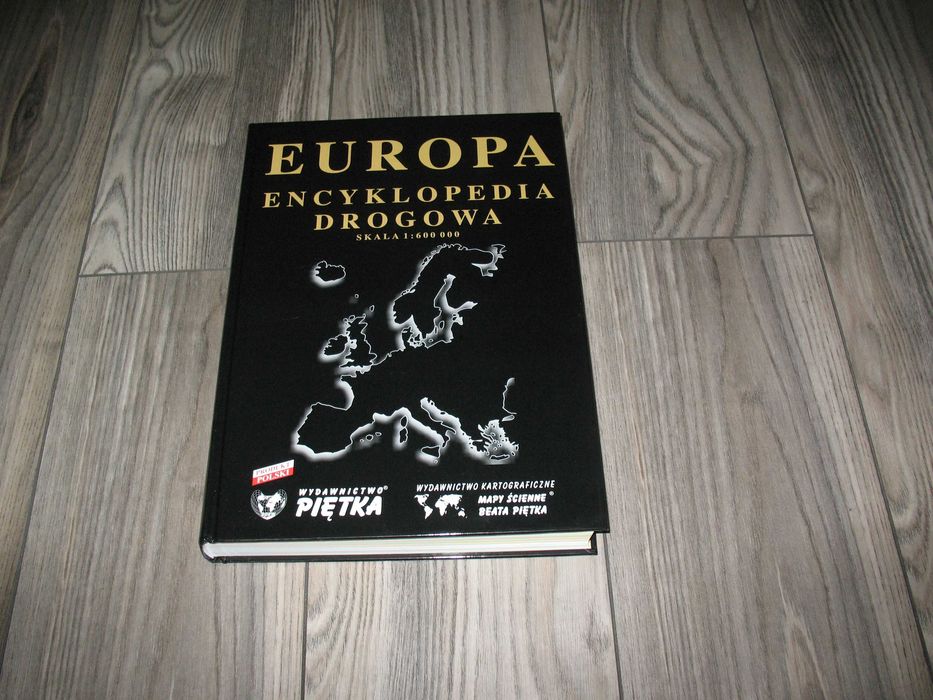 EUROPA
ENCYKLOPEDIA
DROGOWA
SKALA 1:600 000
PRODUKT
POLSKI
WYDAWNICTWO®
PIĘTKA
WYDAWNICTWO KARTOGRAFICZNE
MAPY ŚCIENNE ®
BEATA PIĘTKA